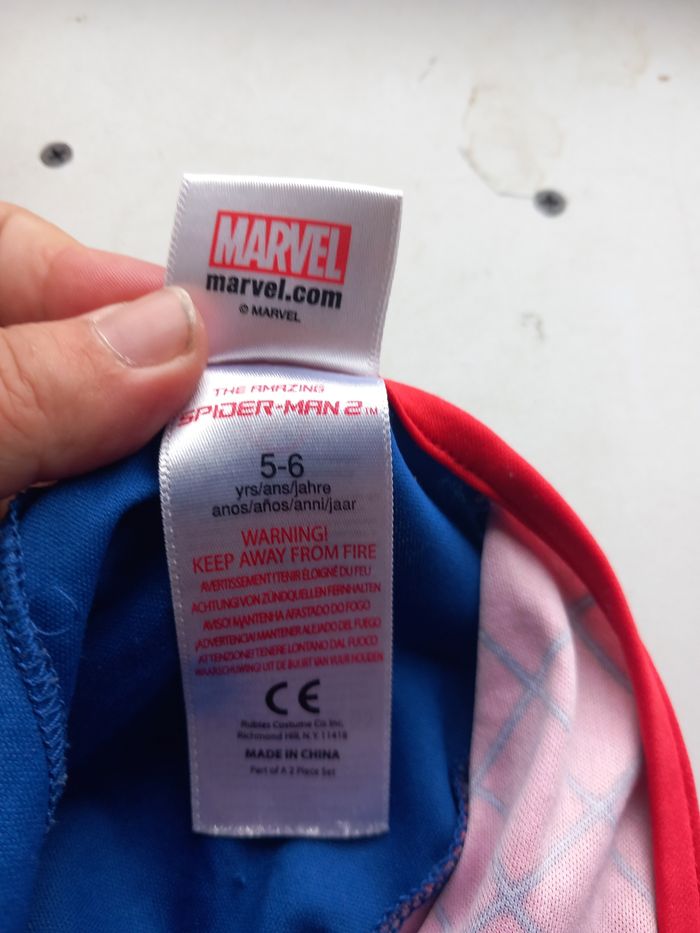 MARVEL
marvel.com
© MARVEL
THE AMAZING
SPIDER-MAN 2 TM
5-6
yrs/ans/jahre
anos/años/anni/jaar
WARNING!
KEEP AWAY FROM FIRE
AVERTISSEMENT! TENIR ÉLOIGNÉ DU FEU
ACHTUNG! VON ZÜNDQUELLEN FERNHALTEN
AVISO! MANTENHA AFASTADO DO FOGO
¡ADVERTENCIA! MANTENER ALEJADO DEL FUEGO
ATTENZIONE! TENERE LONTANO DAL FUOCO
WAARSCHUWING! UIT DE BUURT VAN VUUR HOUDEN
CE
Rubies Costume Co Inc,
Richmond Hill, N.Y. 11418
MADE IN CHINA
Part of A 2 Piece Set